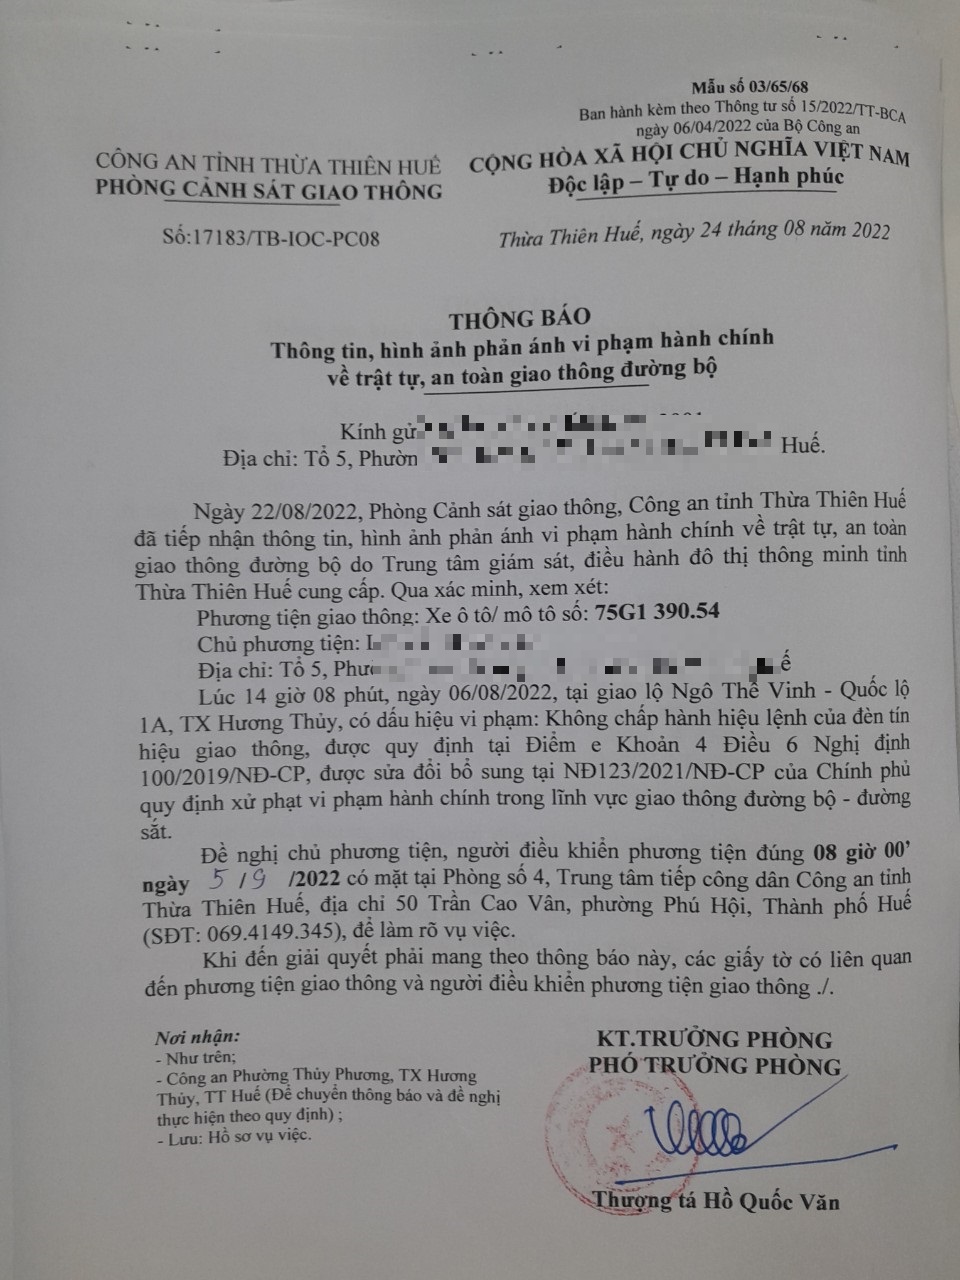 Mẫu số 03/65/68
Ban hành kèm theo Thông tư số 15/2022/TT-BCA
ngày 06/04/2022 của Bộ Công an
CÔNG AN TỈNH THỪA THIÊN HUẾ
PHÒNG CẢNH SÁT GIAO THÔNG
CỘNG HÒA XÃ HỘI CHỦ NGHĨA VIỆT NAM
Độc lập – Tự do – Hạnh phúc
Số:17183/TB-IOC-PC08
Thừa Thiên Huế, ngày 24 tháng 08 năm 2022
THÔNG BÁO
Thông tin, hình ảnh phản ánh vi phạm hành chính
về trật tự, an toàn giao thông đường bộ
Kính gử
Địa chỉ: Tổ 5, Phườn Huế.
Ngày 22/08/2022, Phòng Cảnh sát giao thông, Công an tỉnh Thừa Thiên Huế
đã tiếp nhận thông tin, hình ảnh phản ánh vi phạm hành chính về trật tự, an toàn
giao thông đường bộ do Trung tâm giám sát, điều hành đô thị thông minh tỉnh
Thừa Thiên Huế cung cấp. Qua xác minh, xem xét:
Phương tiện giao thông: Xe ô tô/ mô tô số: 75G1 390.54
Chủ phương tiện:
Địa chỉ: Tổ 5, Phườ ế
Lúc 14 giờ 08 phút, ngày 06/08/2022, tại giao lộ Ngô Thế Vinh - Quốc lộ
1A, TX Hương Thủy, có dấu hiệu vi phạm: Không chấp hành hiệu lệnh của đèn tín
hiệu giao thông, được quy định tại Điểm e Khoản 4 Điều 6 Nghị định
100/2019/NĐ-CP, được sửa đổi bổ sung tại NĐ123/2021/NĐ-CP của Chính phủ
quy định xử phạt vi phạm hành chính trong lĩnh vực giao thông đường bộ - đường
sắt.
Đề nghị chủ phương tiện, người điều khiển phương tiện đúng 08 giờ 00’
ngày 5 / 9 /2022 có mặt tại Phòng số 4, Trung tâm tiếp công dân Công an tỉnh
Thừa Thiên Huế, địa chỉ 50 Trần Cao Vân, phường Phú Hội, Thành phố Huế
(SĐT: 069.4149.345), để làm rõ vụ việc.
Khi đến giải quyết phải mang theo thông báo này, các giấy tờ có liên quan
đến phương tiện giao thông và người điều khiển phương tiện giao thông ./.
Nơi nhận:
- Như trên;
- Công an Phường Thủy Phương, TX Hương
Thủy, TT Huế (Để chuyển thông báo và đề nghị
thực hiện theo quy định) ;
- Lưu: Hồ sơ vụ việc.
KT.TRƯỞNG PHÒNG
PHÓ TRƯỞNG PHÒNG
Thượng tá Hồ Quốc Văn